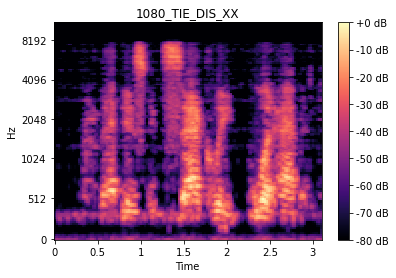 1080_TIE_DIS_XX
8192
4096
2048
1024
512
0
Hz
0 0.5 1 1.5 2 2.5 3
Time
+0 dB
-10 dB
-20 dB
-30 dB
-40 dB
-50 dB
-60 dB
-70 dB
-80 dB